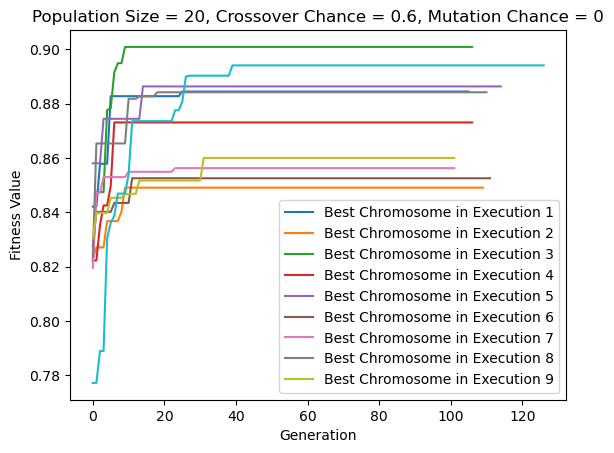 Population Size = 20, Crossover Chance = 0.6, Mutation Chance = 0
0.90
0.88
0.86
0.84
0.82
0.80
0.78
Fitness Value
Best Chromosome in Execution 1
Best Chromosome in Execution 2
Best Chromosome in Execution 3
Best Chromosome in Execution 4
Best Chromosome in Execution 5
Best Chromosome in Execution 6
Best Chromosome in Execution 7
Best Chromosome in Execution 8
Best Chromosome in Execution 9
0 20 40 60 80 100 120
Generation